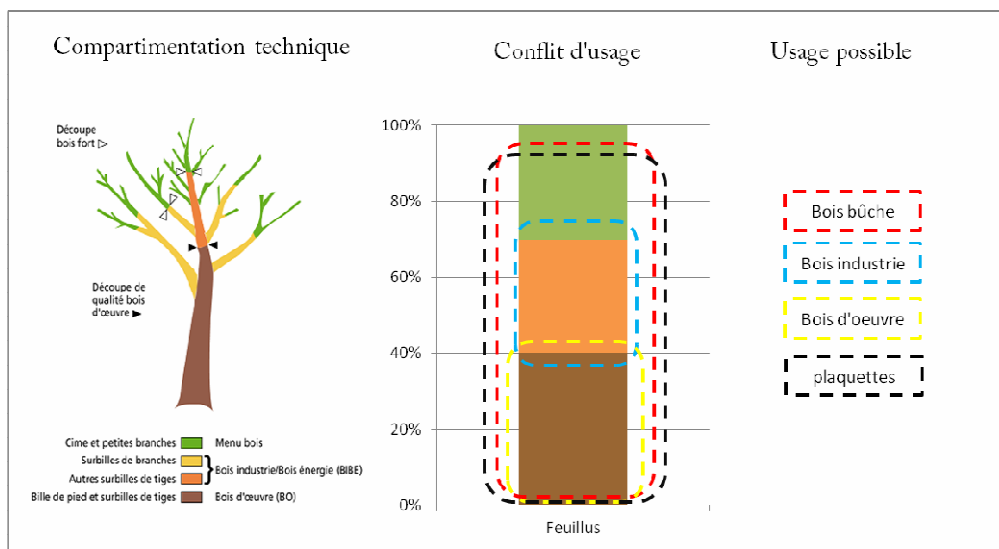 Compartimentation technique
Conflit d'usage
Usage possible
Découpe
bois fort ▷
Découpe de
qualité bois
d'œuvre ►
Cime et petites branches
Menu bois
Surbilles de branches
Autres surbilles de tiges
Bois industrie/Bois énergie (BIBE)
Bille de pied et surbilles de tiges
Bois d'œuvre (BO)
100%
80%
60%
40%
20%
0%
Feuillus
Bois bûche
Bois industrie
Bois d'oeuvre
plaquettes